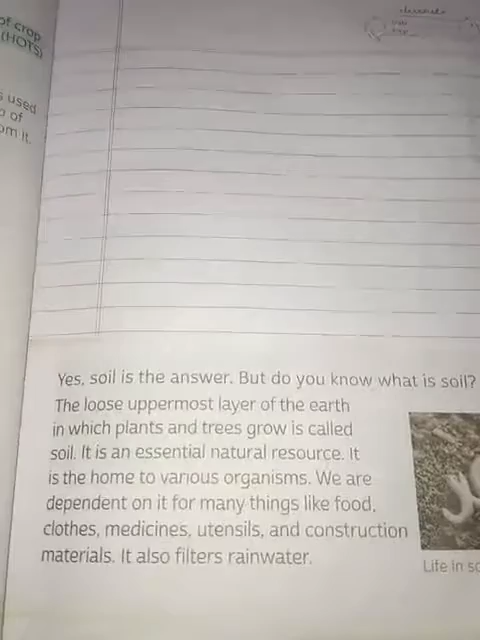 of crop
(HOTS)
used
of
om it.
Yes, soil is the answer. But do you know what is soil?
The loose uppermost layer of the earth
in which plants and trees grow is called
soil. It is an essential natural resource. It
is the home to various organisms. We are
dependent on it for many things like food,
clothes, medicines, utensils, and construction
materials. It also filters rainwater.
Life in so